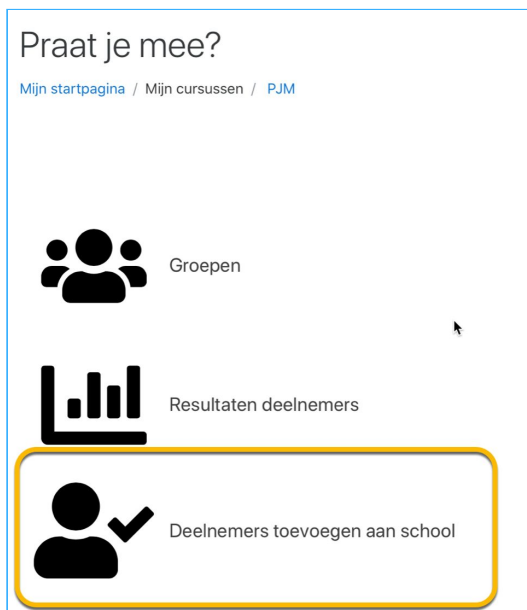 Praat je mee?
Mijn startpagina / Mijn cursussen / PJM
Groepen
Resultaten deelnemers
Deelnemers toevoegen aan school